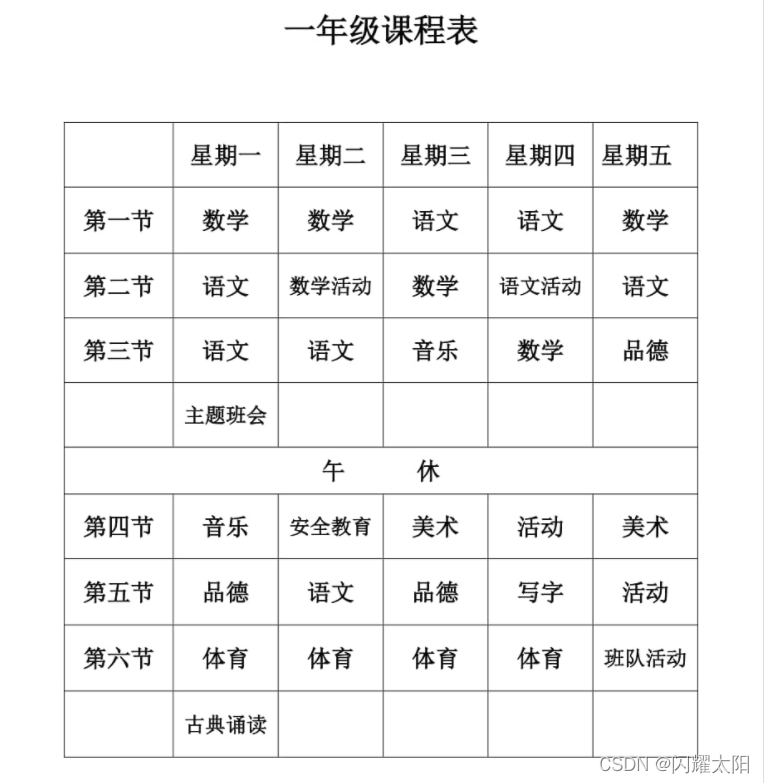 一年级课程表
星期一 星期二 星期三 星期四 星期五
第一节 数学 数学 语文 语文 数学
第二节 语文 数学活动 数学 语文活动 语文
第三节 语文 语文 音乐 数学 品德
主题班会
午 休
第四节 音乐 安全教育 美术 活动 美术
第五节 品德 语文 品德 写字 活动
第六节 体育 体育 体育 体育 班队活动
古典诵读
CSDN @闪耀太阳